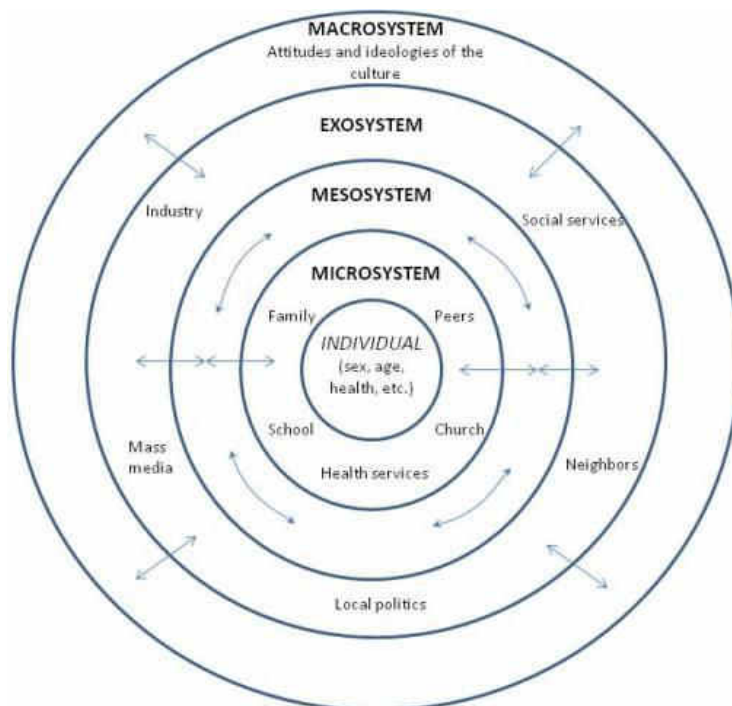 MACROSYSTEM
Attitudes and ideologies of the
culture
EXOSYSTEM
MESOSYSTEM
Industry
Social services
MICROSYSTEM
Family
Peers
INDIVIDUAL
(sex, age,
health, etc.)
School
Church
Mass
media
Health services
Neighbors
Local politics